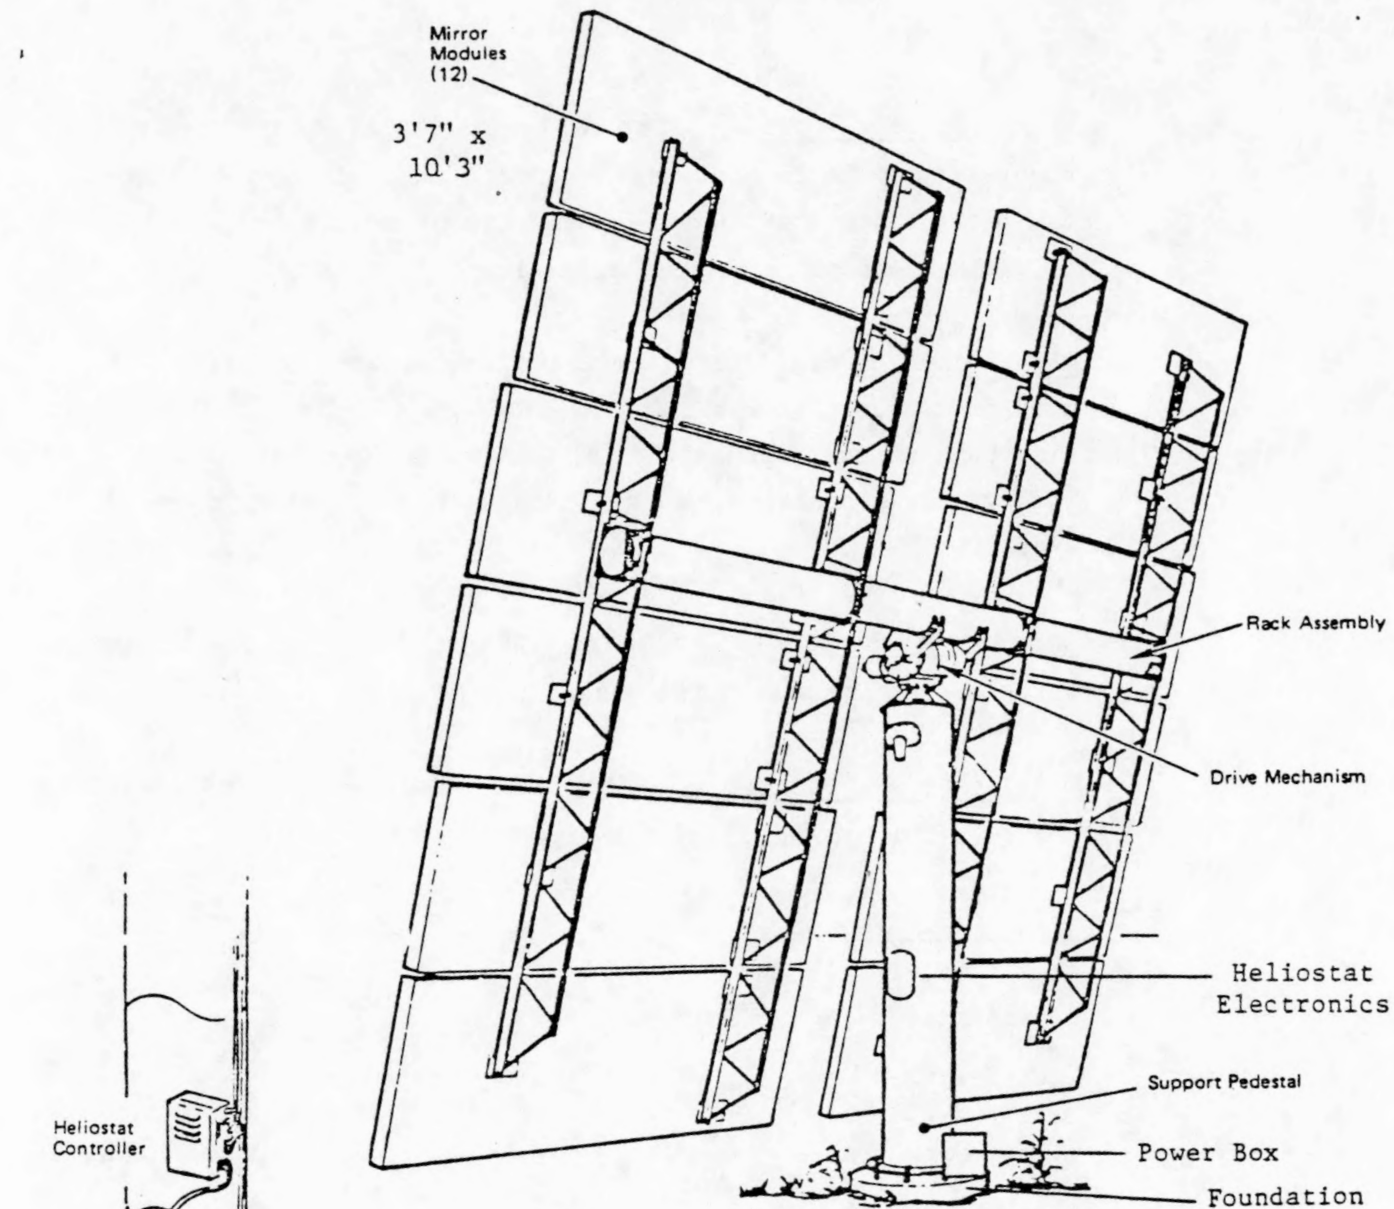 Mirror
Modules
(12)
3'7" x
10'3"
Rack Assembly
Drive Mechanism
Heliostat
Electronics
Support Pedestal
Heliostat
Controller
Power Box
Foundation